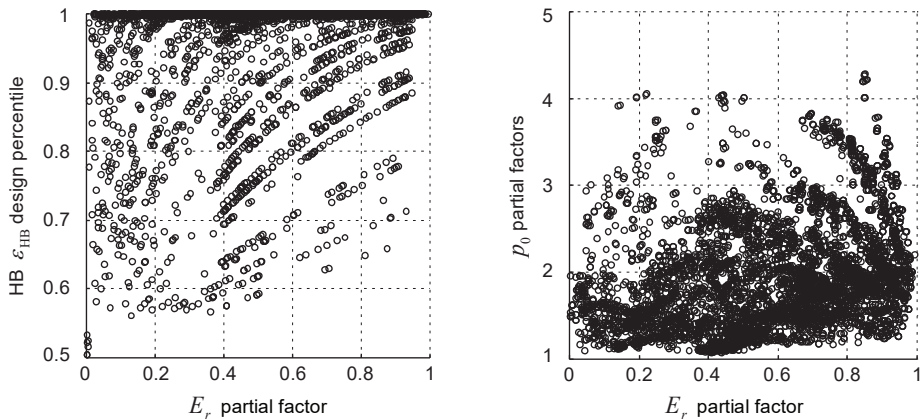 HB ε_HB design percentile
1
0.9
0.8
0.7
0.6
0.5
0 0.2 0.4 0.6 0.8 1
E_r partial factor
p_0 partial factors
5
4
3
2
1
0 0.2 0.4 0.6 0.8 1
E_r partial factor